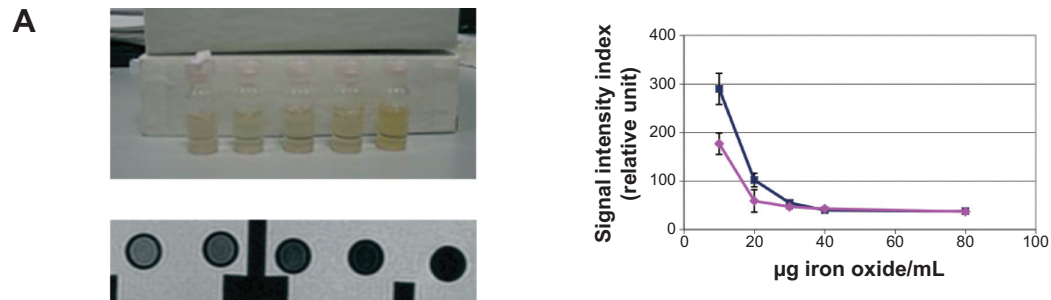 A
Signal intensity index
(relative unit)
400
300
200
100
0
0 20 40 60 80 100
µg iron oxide/mL